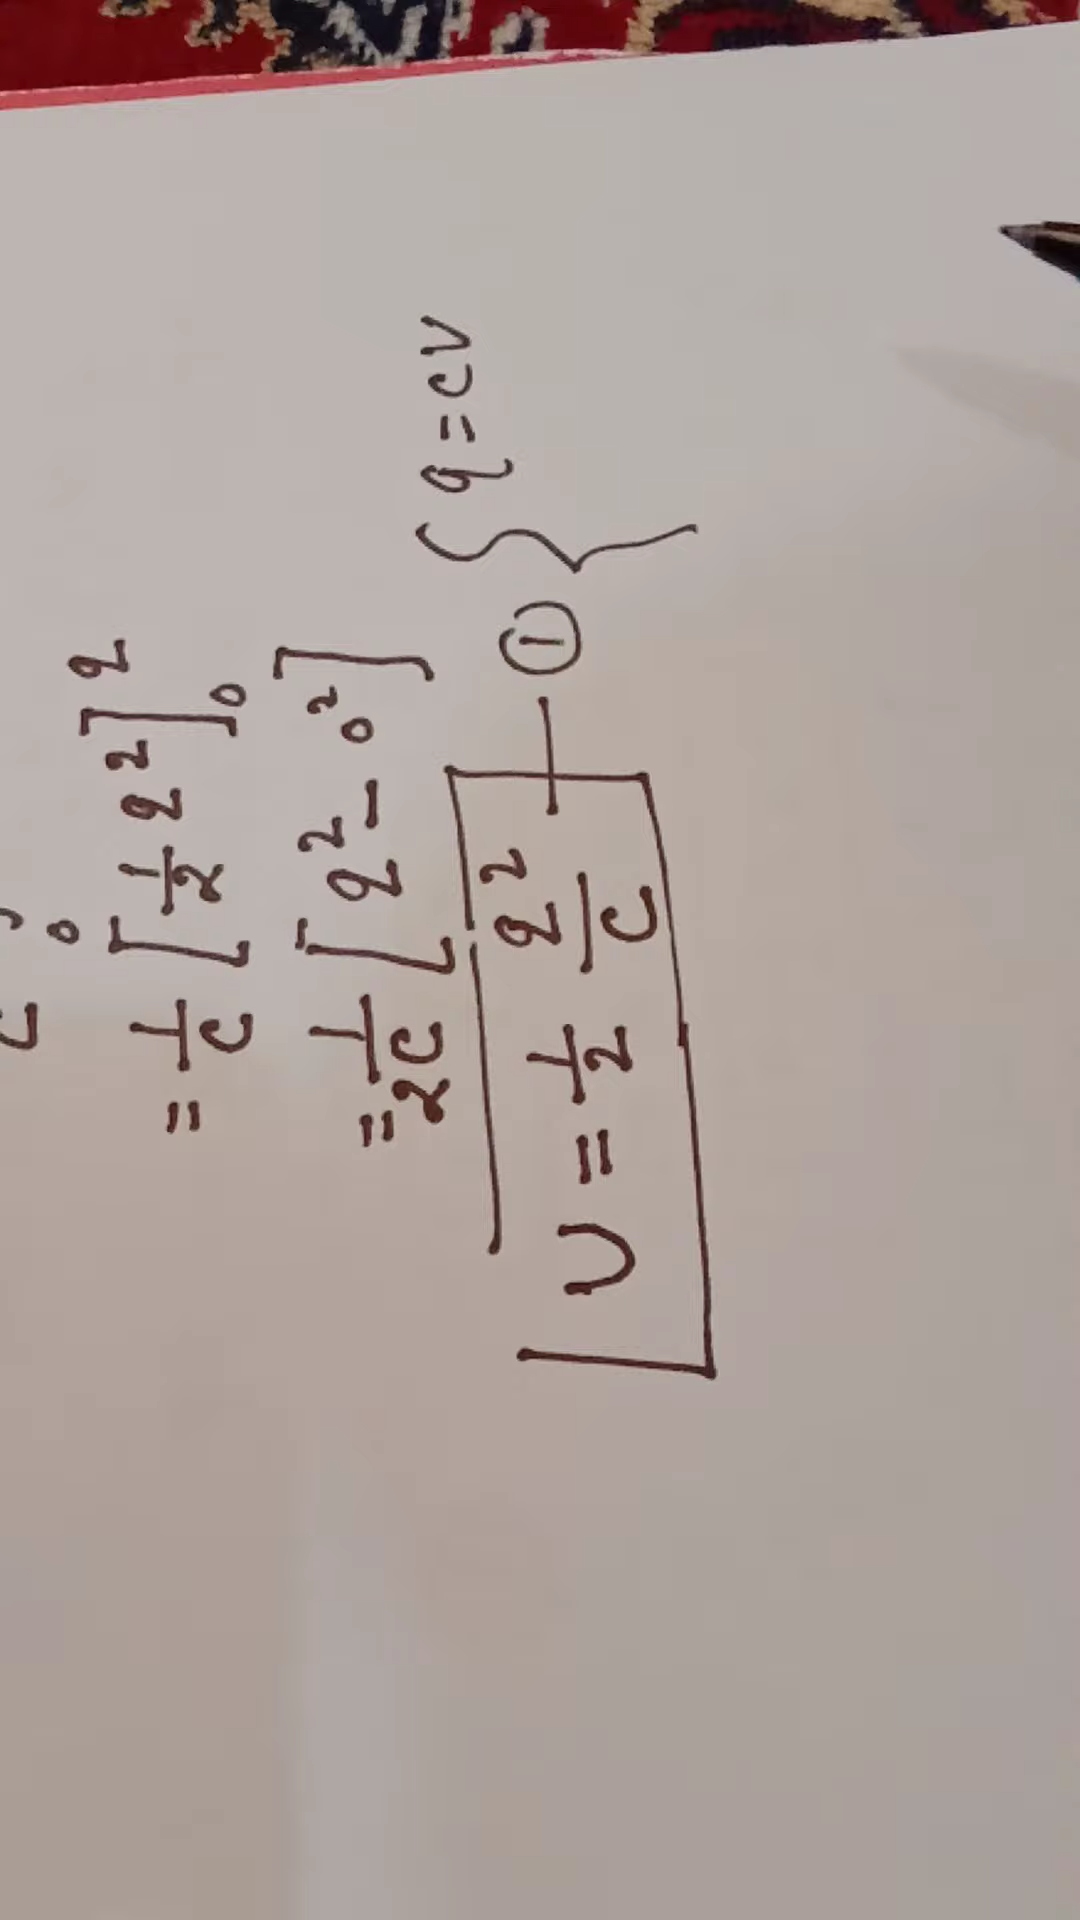 = 1/C [ 1/2 q² ]₀^q
= 1/2C [ q² - 0² ]
U = 1/2 q²/C — ① { q = CV